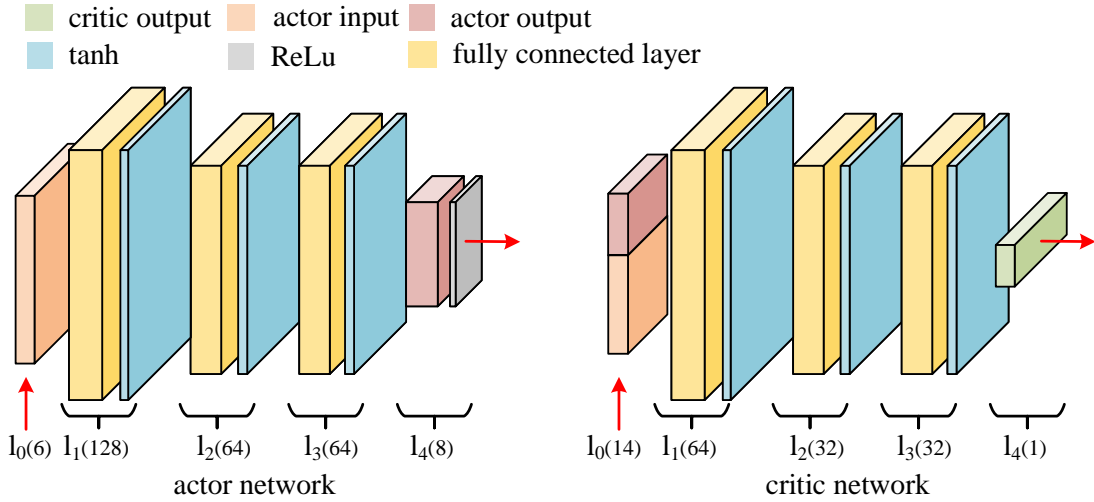 critic output actor input actor output
tanh ReLu fully connected layer
l0(6) l1(128) l2(64) l3(64) l4(8) l0(14) l1(64) l2(32) l3(32) l4(1)
actor network critic network